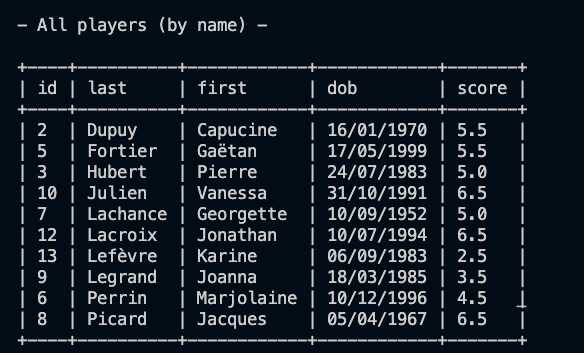 - All players (by name) -
+----+-----------+------------+------------+-------+
| id | last      | first      | dob        | score |
+----+-----------+------------+------------+-------+
| 2  | Dupuy     | Capucine   | 16/01/1970 | 5.5   |
| 5  | Fortier   | Gaëtan     | 17/05/1999 | 5.5   |
| 3  | Hubert    | Pierre     | 24/07/1983 | 5.0   |
| 10 | Julien    | Vanessa    | 31/10/1991 | 6.5   |
| 7  | Lachance  | Georgette  | 10/09/1952 | 5.0   |
| 12 | Lacroix   | Jonathan   | 10/07/1994 | 6.5   |
| 13 | Lefèvre   | Karine     | 06/09/1983 | 2.5   |
| 9  | Legrand   | Joanna     | 18/03/1985 | 3.5   |
| 6  | Perrin    | Marjolaine | 10/12/1996 | 4.5   |
| 8  | Picard    | Jacques    | 05/04/1967 | 6.5   |
+----+-----------+------------+------------+-------+